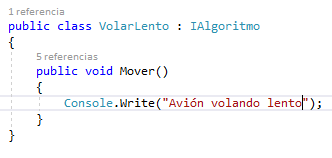 1 referencia
public class VolarLento : IAlgoritmo
{
5 referencias
public void Mover()
{
Console.Write("Avión volando lento");
}
}